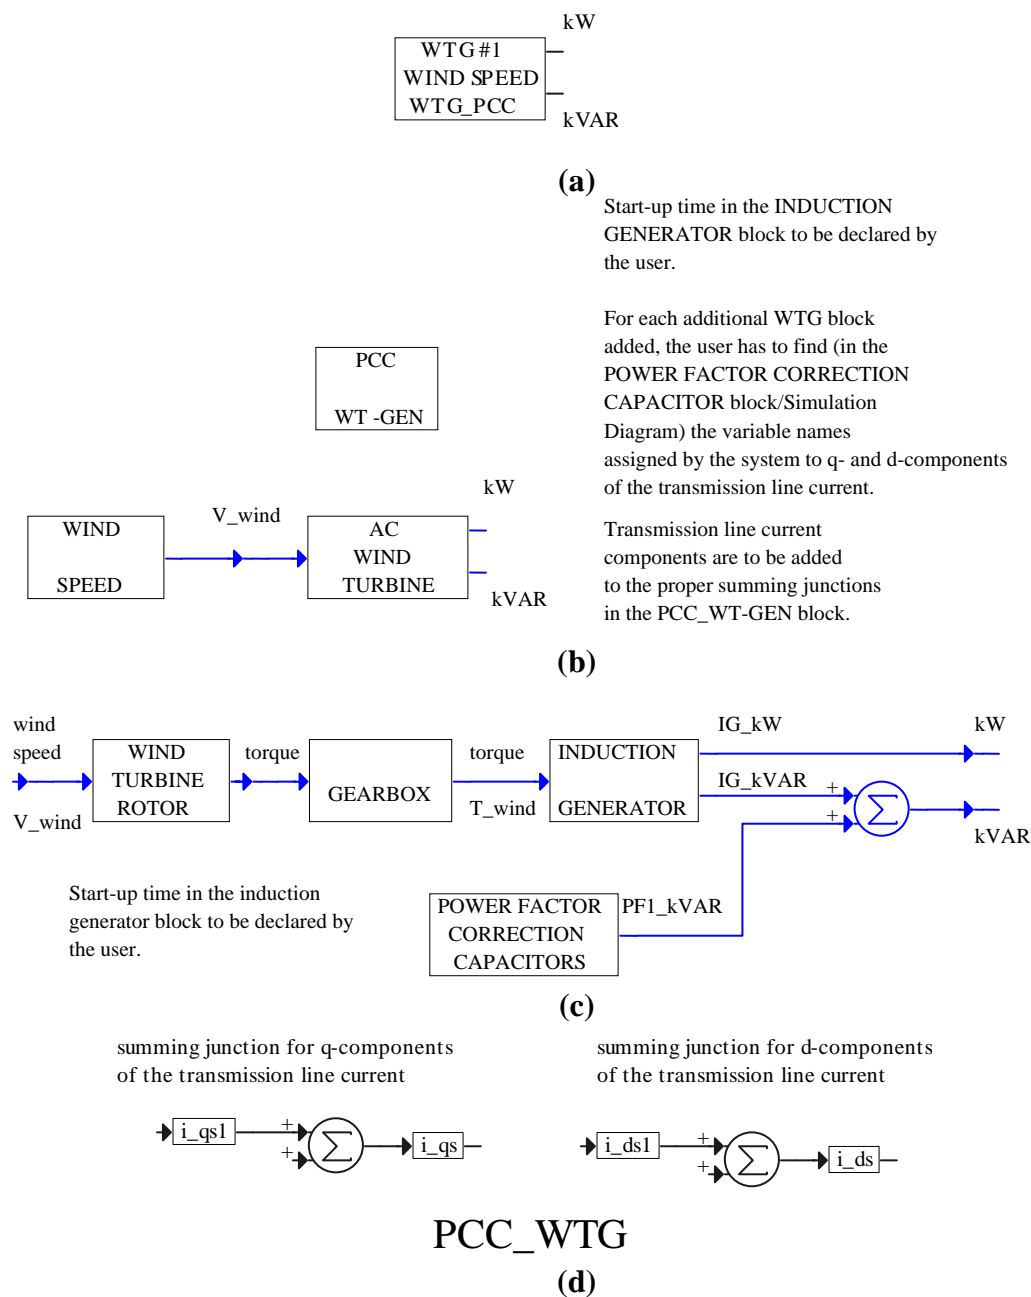 kW
WTG #1
WIND SPEED
WTG_PCC
kVAR
(a)
Start-up time in the INDUCTION
GENERATOR block to be declared by
the user.
For each additional WTG block
added, the user has to find (in the
POWER FACTOR CORRECTION
CAPACITOR block/Simulation
Diagram) the variable names
assigned by the system to q- and d-components
of the transmission line current.
Transmission line current
components are to be added
to the proper summing junctions
in the PCC_WT-GEN block.
PCC
WT -GEN
WIND
SPEED
V_wind
AC
WIND
TURBINE
kW
kVAR
(b)
wind
speed
V_wind
WIND
TURBINE
ROTOR
torque
GEARBOX
torque
T_wind
INDUCTION
GENERATOR
IG_kW
IG_kVAR
+
+
Σ
kW
kVAR
Start-up time in the induction
generator block to be declared by
the user.
POWER FACTOR
CORRECTION
CAPACITORS
PF1_kVAR
(c)
summing junction for q-components
of the transmission line current
i_qs1
+
+
Σ
i_qs
summing junction for d-components
of the transmission line current
i_ds1
+
+
Σ
i_ds
PCC_WTG
(d)